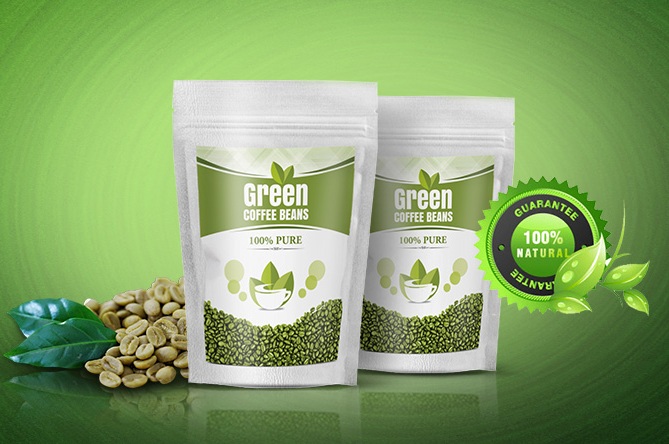 Green
COFFEE BEANS
100% PURE
Green
COFFEE BEANS
100% PURE
GUARANTEE
100%
NATURAL
GUARANTEE